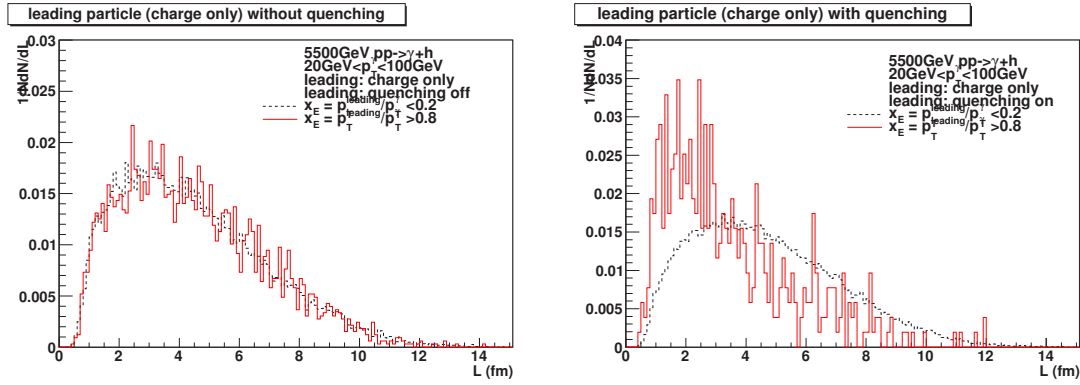 leading particle (charge only) without quenching
1/NdN/dL
0.03
0.025
0.02
0.015
0.01
0.005
0
5500GeV pp->γ+h
20GeV<p_T^γ<100GeV
leading: charge only
leading: quenching off
x_E = p_T^leading/p_T^γ <0.2
x_E = p_T^leading/p_T^γ >0.8
0 2 4 6 8 10 12 14
L (fm)
leading particle (charge only) with quenching
1/NdN/dL
0.04
0.035
0.03
0.025
0.02
0.015
0.01
0.005
0.000
5500GeV pp->γ+h
20GeV<p_T^γ<100GeV
leading: charge only
leading: quenching on
x_E = p_T^leading/p_T^γ <0.2
x_E = p_T^leading/p_T^γ >0.8
0 2 4 6 8 10 12 14
L (fm)